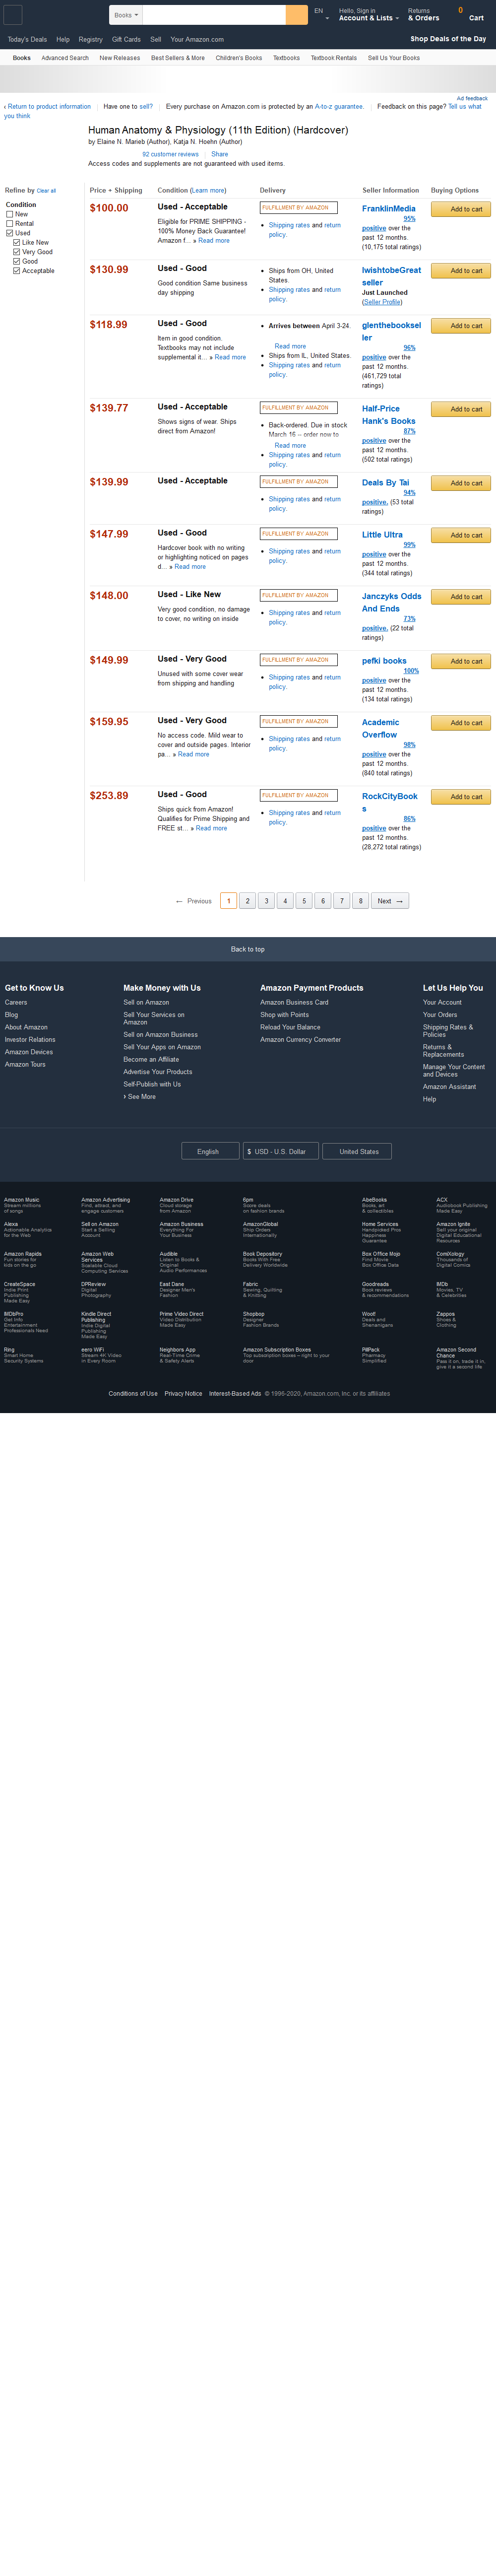 Books
EN
Hello, Sign in
Account & Lists
Returns
& Orders
0
Cart
Today's Deals Help Registry Gift Cards Sell Your Amazon.com
Shop Deals of the Day
Books Advanced Search New Releases Best Sellers & More Children's Books Textbooks Textbook Rentals Sell Us Your Books
Ad feedback
‹ Return to product information | Have one to sell? | Every purchase on Amazon.com is protected by an A-to-z guarantee. | Feedback on this page? Tell us what
you think
Human Anatomy & Physiology (11th Edition) (Hardcover)
by Elaine N. Marieb (Author), Katja N. Hoehn (Author)
92 customer reviews | Share
Access codes and supplements are not guaranteed with used items.
Refine by Clear all
Condition
New
Rental
Used
Like New
Very Good
Good
Acceptable
Price + Shipping Condition (Learn more) Delivery Seller Information Buying Options
$100.00
Used - Acceptable
Eligible for PRIME SHIPPING -
100% Money Back Guarantee!
Amazon f... » Read more
FULFILLMENT BY AMAZON
• Shipping rates and return
policy.
FranklinMedia
95%
positive over the
past 12 months.
(10,175 total ratings)
Add to cart
$130.99
Used - Good
Good condition Same business
day shipping
• Ships from OH, United
States.
• Shipping rates and return
policy.
IwishtobeGreat
seller
Just Launched
(Seller Profile)
Add to cart
$118.99
Used - Good
Item in good condition.
Textbooks may not include
supplemental it... » Read more
• Arrives between April 3-24.
Read more
• Ships from IL, United States.
• Shipping rates and return
policy.
glenthebooksel
ler
96%
positive over the
past 12 months.
(461,729 total
ratings)
Add to cart
$139.77
Used - Acceptable
Shows signs of wear. Ships
direct from Amazon!
FULFILLMENT BY AMAZON
• Back-ordered. Due in stock
March 16 -- order now to
Read more
• Shipping rates and return
policy.
Half-Price
Hank's Books
87%
positive over the
past 12 months.
(502 total ratings)
Add to cart
$139.99
Used - Acceptable
FULFILLMENT BY AMAZON
• Shipping rates and return
policy.
Deals By Tai
94%
positive. (53 total
ratings)
Add to cart
$147.99
Used - Good
Hardcover book with no writing
or highlighting noticed on pages
d... » Read more
FULFILLMENT BY AMAZON
• Shipping rates and return
policy.
Little Ultra
99%
positive over the
past 12 months.
(344 total ratings)
Add to cart
$148.00
Used - Like New
Very good condition, no damage
to cover, no writing on inside
FULFILLMENT BY AMAZON
• Shipping rates and return
policy.
Janczyks Odds
And Ends
73%
positive. (22 total
ratings)
Add to cart
$149.99
Used - Very Good
Unused with some cover wear
from shipping and handling
FULFILLMENT BY AMAZON
• Shipping rates and return
policy.
pefki books
100%
positive over the
past 12 months.
(134 total ratings)
Add to cart
$159.95
Used - Very Good
No access code. Mild wear to
cover and outside pages. Interior
pa... » Read more
FULFILLMENT BY AMAZON
• Shipping rates and return
policy.
Academic
Overflow
98%
positive over the
past 12 months.
(840 total ratings)
Add to cart
$253.89
Used - Good
Ships quick from Amazon!
Qualifies for Prime Shipping and
FREE st... » Read more
FULFILLMENT BY AMAZON
• Shipping rates and return
policy.
RockCityBook
s
86%
positive over the
past 12 months.
(28,272 total ratings)
Add to cart
← Previous 1 2 3 4 5 6 7 8 Next →
Back to top
Get to Know Us
Careers
Blog
About Amazon
Investor Relations
Amazon Devices
Amazon Tours
Make Money with Us
Sell on Amazon
Sell Your Services on
Amazon
Sell on Amazon Business
Sell Your Apps on Amazon
Become an Affiliate
Advertise Your Products
Self-Publish with Us
› See More
Amazon Payment Products
Amazon Business Card
Shop with Points
Reload Your Balance
Amazon Currency Converter
Let Us Help You
Your Account
Your Orders
Shipping Rates &
Policies
Returns &
Replacements
Manage Your Content
and Devices
Amazon Assistant
Help
English
$ USD - U.S. Dollar
United States
Amazon Music
Stream millions
of songs
Amazon Advertising
Find, attract, and
engage customers
Amazon Drive
Cloud storage
from Amazon
6pm
Score deals
on fashion brands
AbeBooks
Books, art
& collectibles
ACX
Audiobook Publishing
Made Easy
Alexa
Actionable Analytics
for the Web
Sell on Amazon
Start a Selling
Account
Amazon Business
Everything For
Your Business
AmazonGlobal
Ship Orders
Internationally
Home Services
Handpicked Pros
Happiness
Guarantee
Amazon Ignite
Sell your original
Digital Educational
Resources
Amazon Rapids
Fun stories for
kids on the go
Amazon Web
Services
Scalable Cloud
Computing Services
Audible
Listen to Books &
Original
Audio Performances
Book Depository
Books With Free
Delivery Worldwide
Box Office Mojo
Find Movie
Box Office Data
ComiXology
Thousands of
Digital Comics
CreateSpace
Indie Print
Publishing
Made Easy
DPReview
Digital
Photography
East Dane
Designer Men's
Fashion
Fabric
Sewing, Quilting
& Knitting
Goodreads
Book reviews
& recommendations
IMDb
Movies, TV
& Celebrities
IMDbPro
Get Info
Entertainment
Professionals Need
Kindle Direct
Publishing
Indie Digital
Publishing
Made Easy
Prime Video Direct
Video Distribution
Made Easy
Shopbop
Designer
Fashion Brands
Woot!
Deals and
Shenanigans
Zappos
Shoes &
Clothing
Ring
Smart Home
Security Systems
eero WiFi
Stream 4K Video
in Every Room
Neighbors App
Real-Time Crime
& Safety Alerts
Amazon Subscription Boxes
Top subscription boxes – right to your
door
PillPack
Pharmacy
Simplified
Amazon Second
Chance
Pass it on, trade it in,
give it a second life
Conditions of Use Privacy Notice Interest-Based Ads © 1996-2020, Amazon.com, Inc. or its affiliates